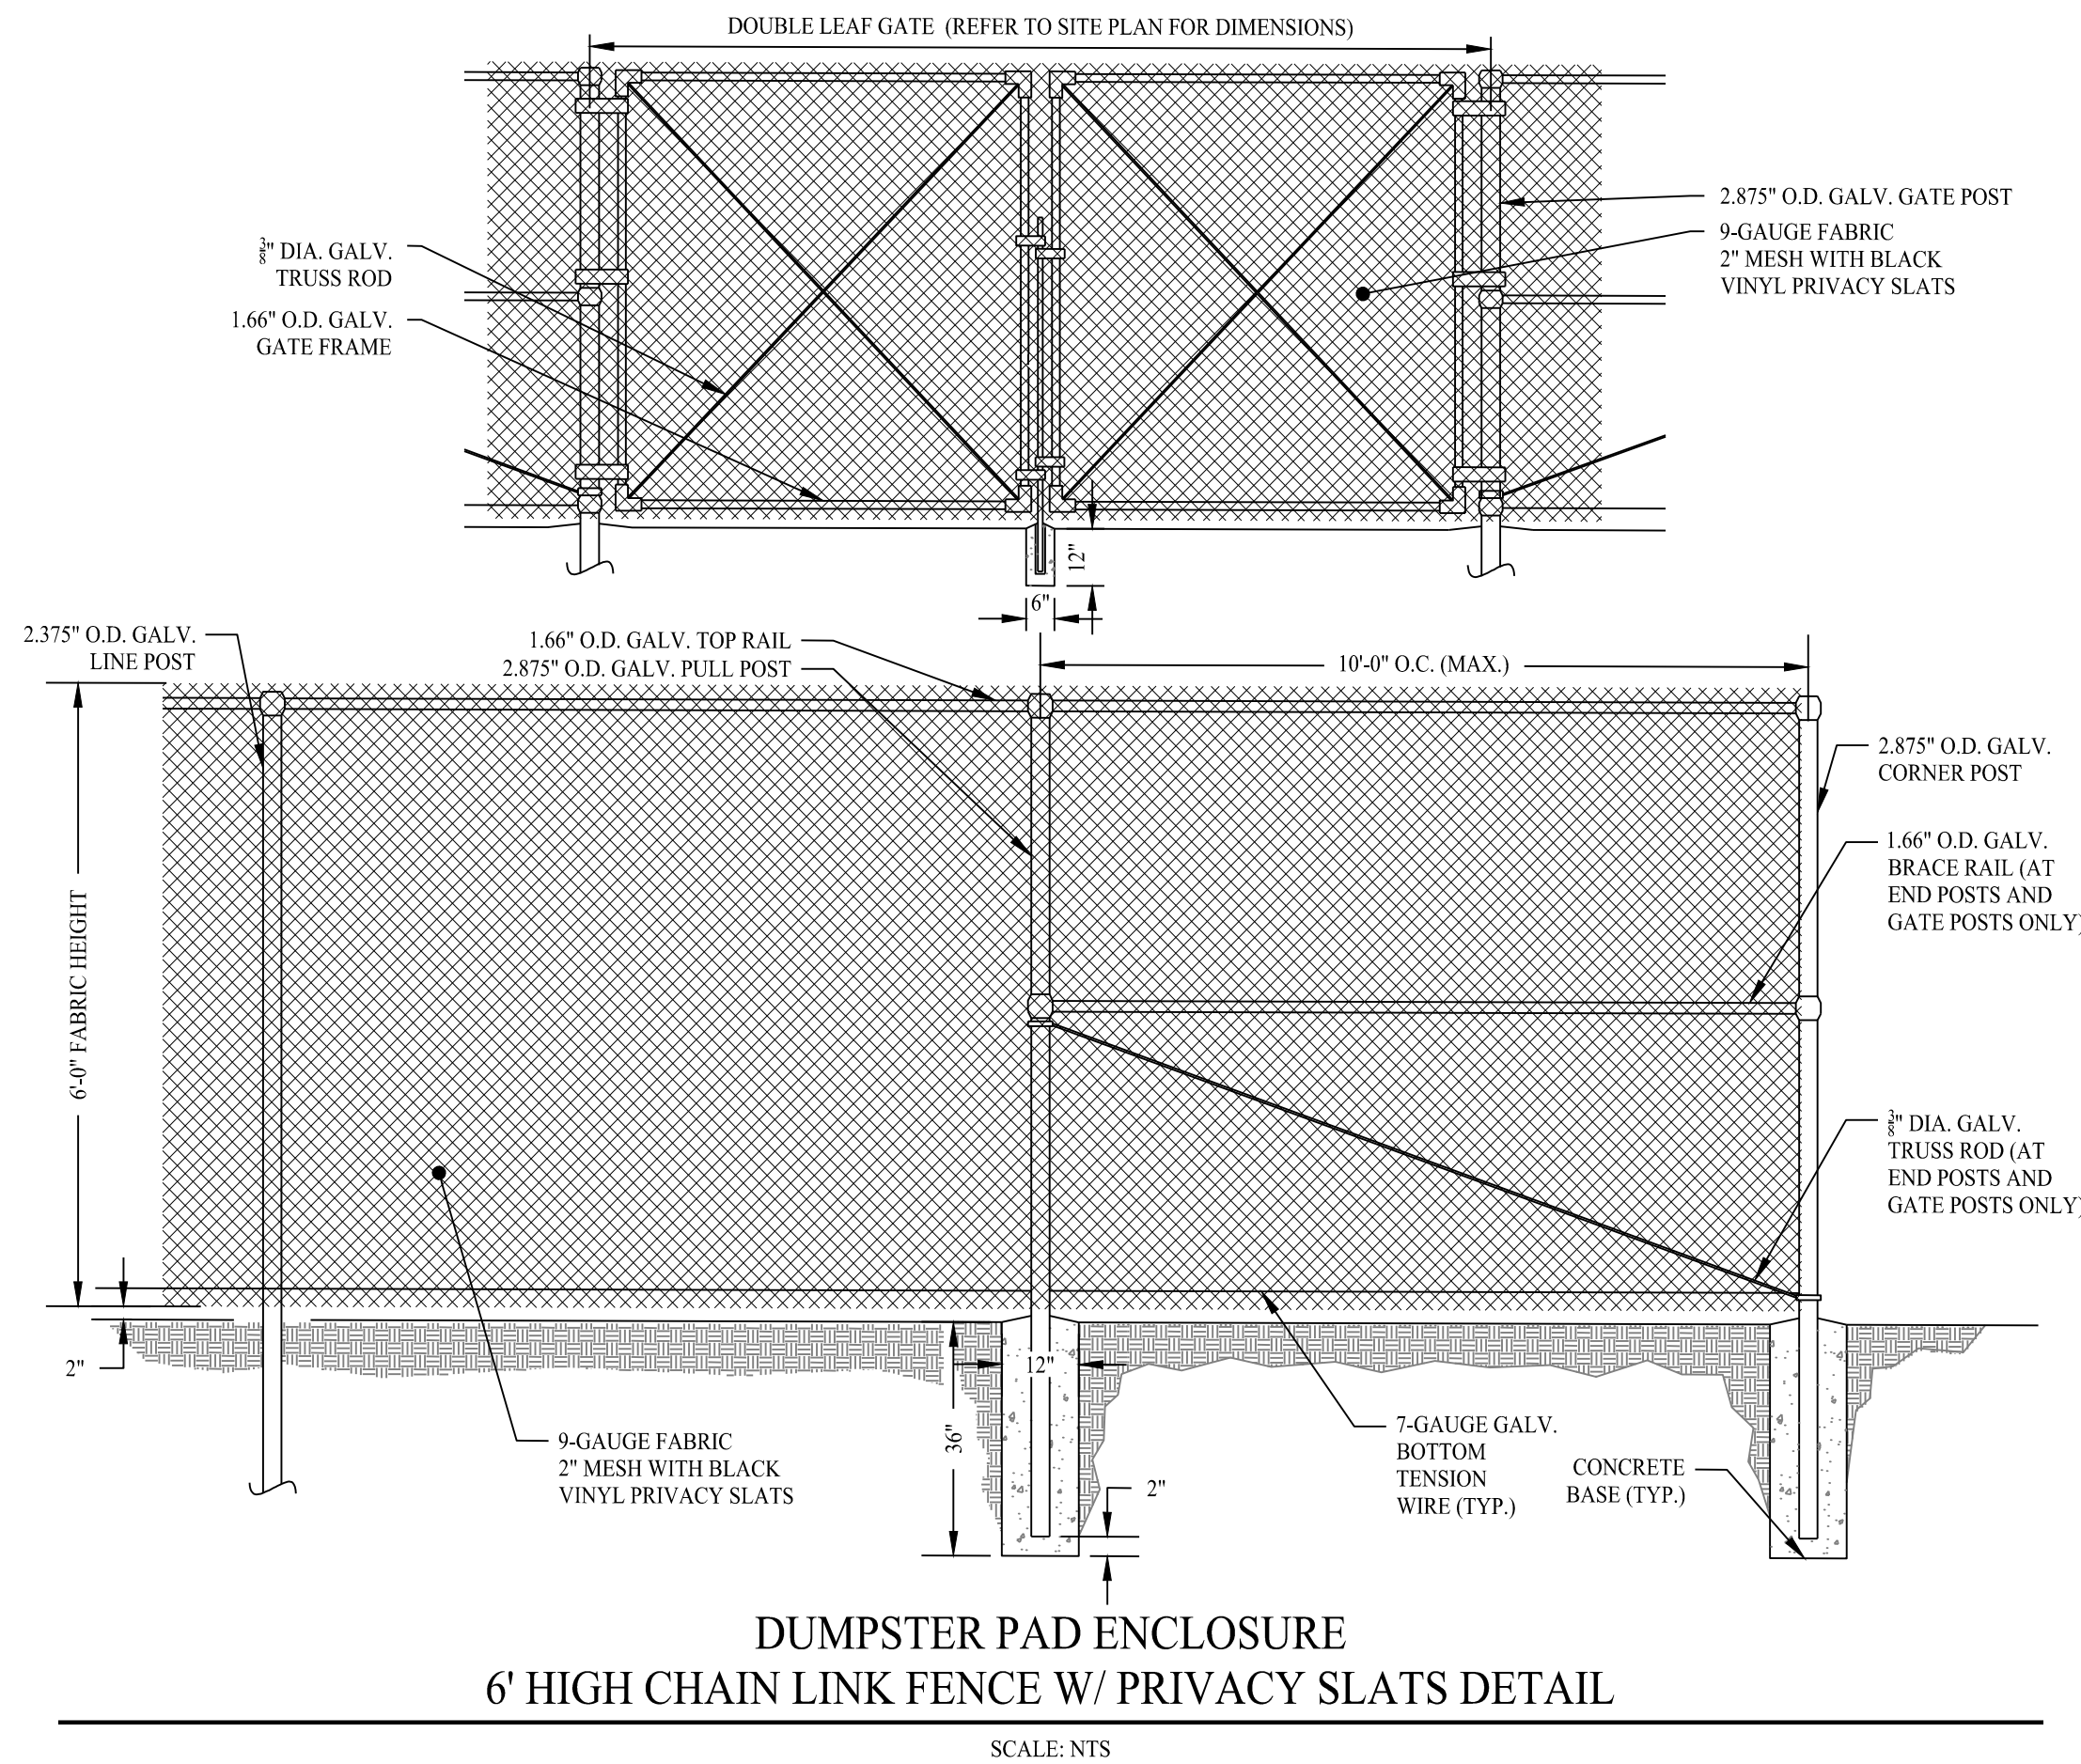 DOUBLE LEAF GATE (REFER TO SITE PLAN FOR DIMENSIONS)
2.875" O.D. GALV. GATE POST
9-GAUGE FABRIC
2" MESH WITH BLACK
VINYL PRIVACY SLATS
3/8" DIA. GALV.
TRUSS ROD
1.66" O.D. GALV.
GATE FRAME
12"
6"
2.375" O.D. GALV.
LINE POST
1.66" O.D. GALV. TOP RAIL
2.875" O.D. GALV. PULL POST
10'-0" O.C. (MAX.)
2.875" O.D. GALV.
CORNER POST
1.66" O.D. GALV.
BRACE RAIL (AT
END POSTS AND
GATE POSTS ONLY)
6'-0" FABRIC HEIGHT
3/8" DIA. GALV.
TRUSS ROD (AT
END POSTS AND
GATE POSTS ONLY)
2"
12"
36"
2"
9-GAUGE FABRIC
2" MESH WITH BLACK
VINYL PRIVACY SLATS
7-GAUGE GALV.
BOTTOM
TENSION
WIRE (TYP.)
CONCRETE
BASE (TYP.)
DUMPSTER PAD ENCLOSURE
6' HIGH CHAIN LINK FENCE W/ PRIVACY SLATS DETAIL
SCALE: NTS